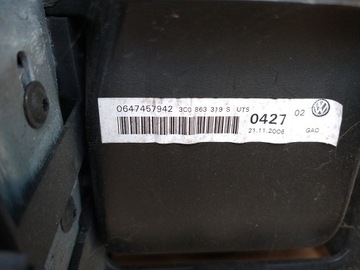 0647457942 3C0 863 319 S UTS
0427 02
21.11.2008 GAD